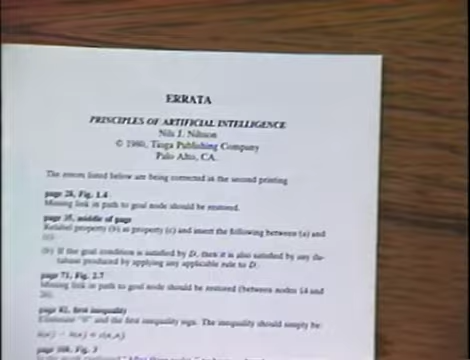 ERRATA
PRINCIPLES OF ARTIFICIAL INTELLIGENCE
Nils J. Nilsson
© 1980, Tioga Publishing Company
Palo Alto, CA.
The errors listed below are being corrected in the second printing
page 28, Fig. 1.4
Missing link in path to goal node should be restored.
page 35, middle of page
Relabel property (b) as property (c) and insert the following between (a) and
(c):
(b) If the goal condition is satisfied by D, then it is also satisfied by any da-
tabase produced by applying any applicable rule to D.
page 71, Fig. 2.7
Missing link in path to goal node should be restored (between nodes 14 and
page 82, first inequality
Eliminate and the first inequality sign. The inequality should simply be:
Fig. 3